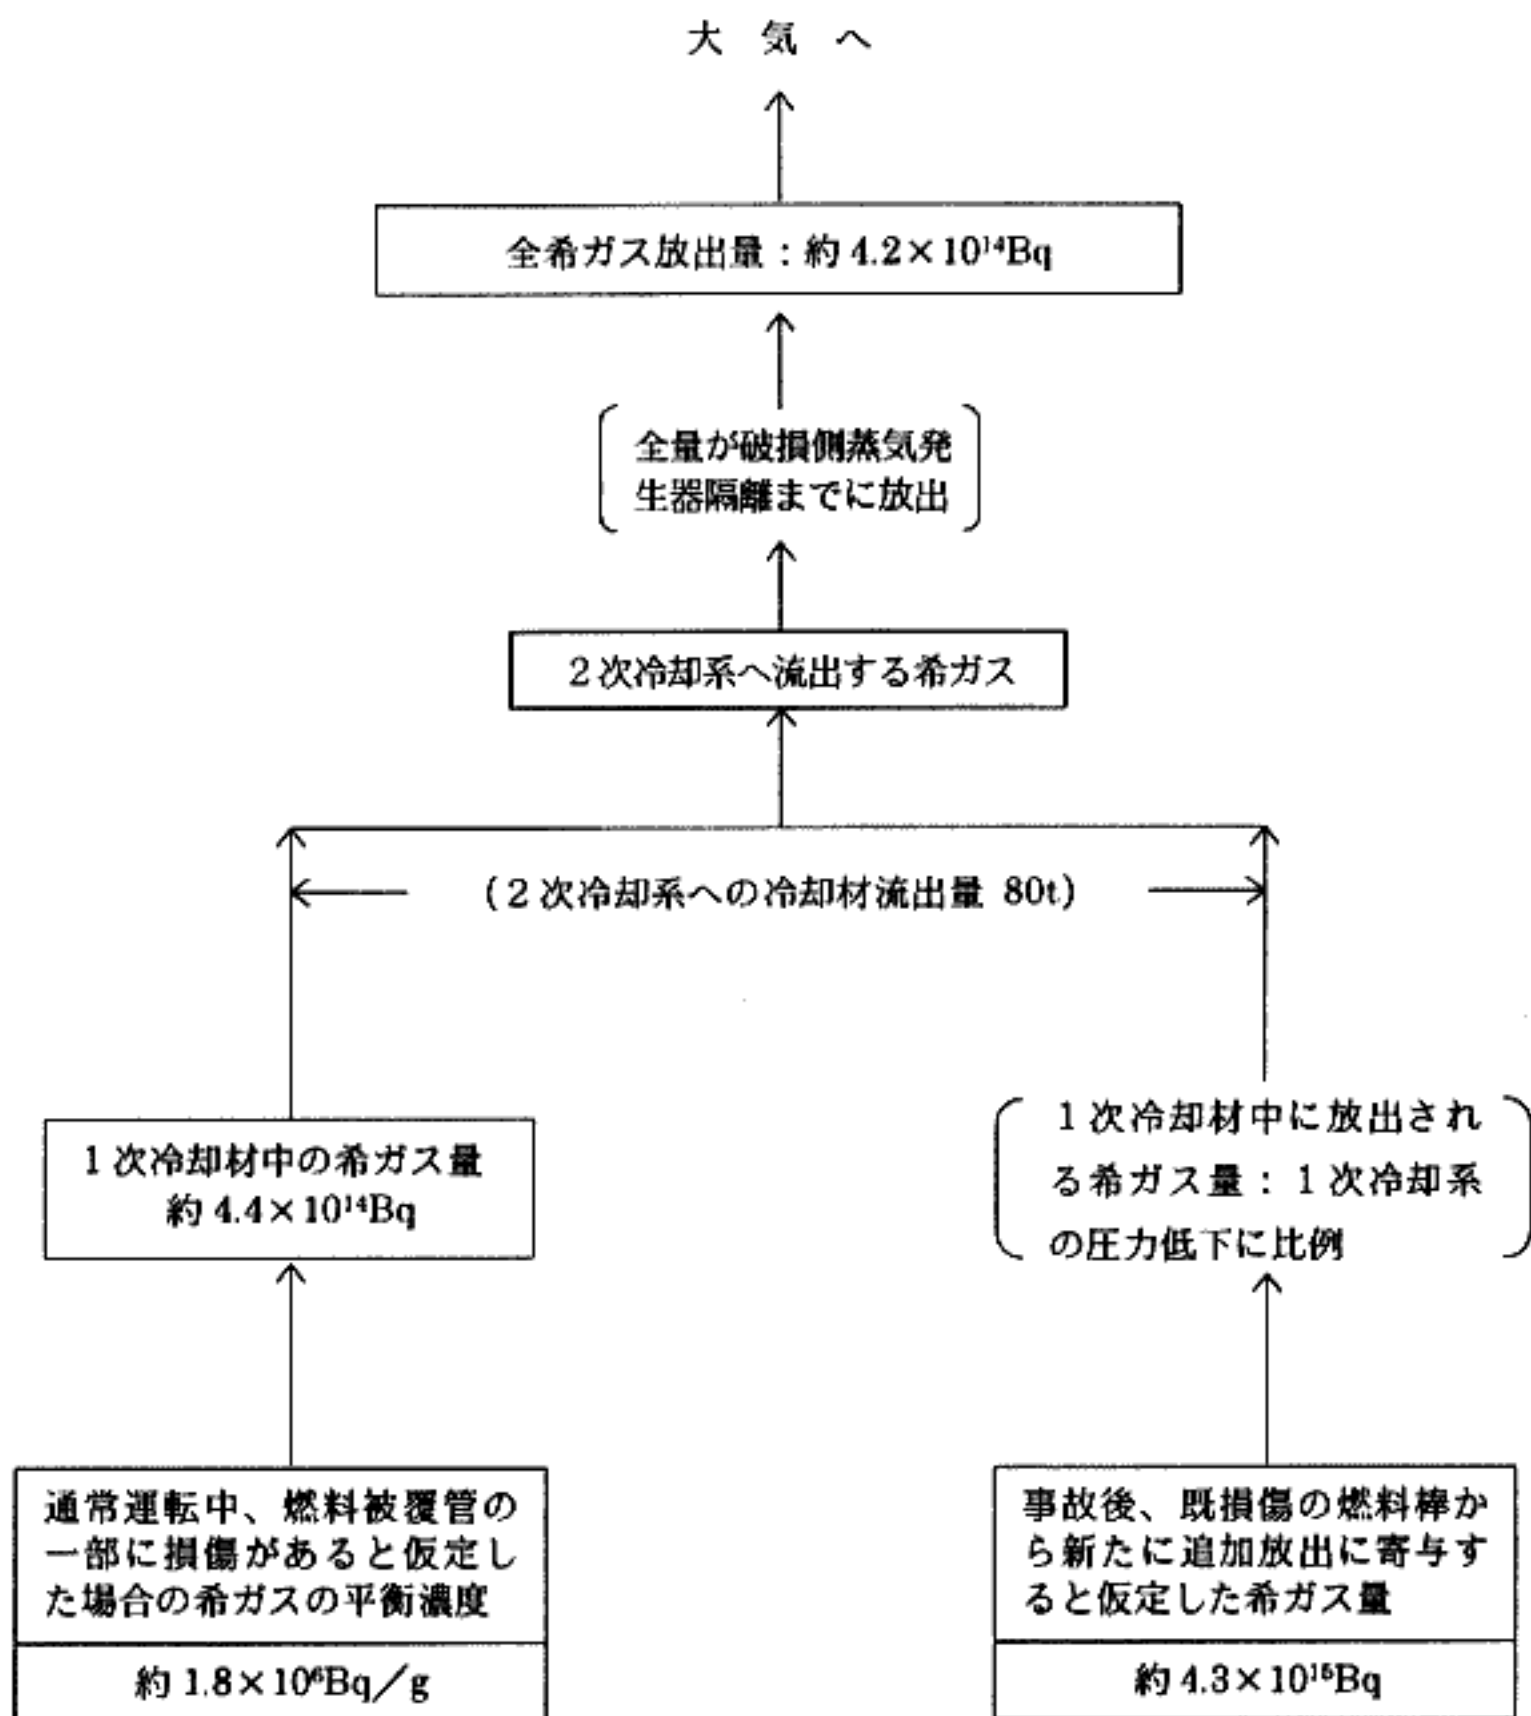 大気へ
全希ガス放出量：約4.2×10¹⁴Bq
全量が破損側蒸気発
生器隔離までに放出
2次冷却系へ流出する希ガス
(2次冷却系への冷却材流出量 80t)
1次冷却材中の希ガス量
約4.4×10¹⁴Bq
1次冷却材中に放出され
る希ガス量：1次冷却系
の圧力低下に比例
通常運転中、燃料被覆管の
一部に損傷があると仮定し
た場合の希ガスの平衡濃度
約1.8×10⁶Bq／g
事故後、既損傷の燃料棒か
ら新たに追加放出に寄与す
ると仮定した希ガス量
約4.3×10¹⁵Bq